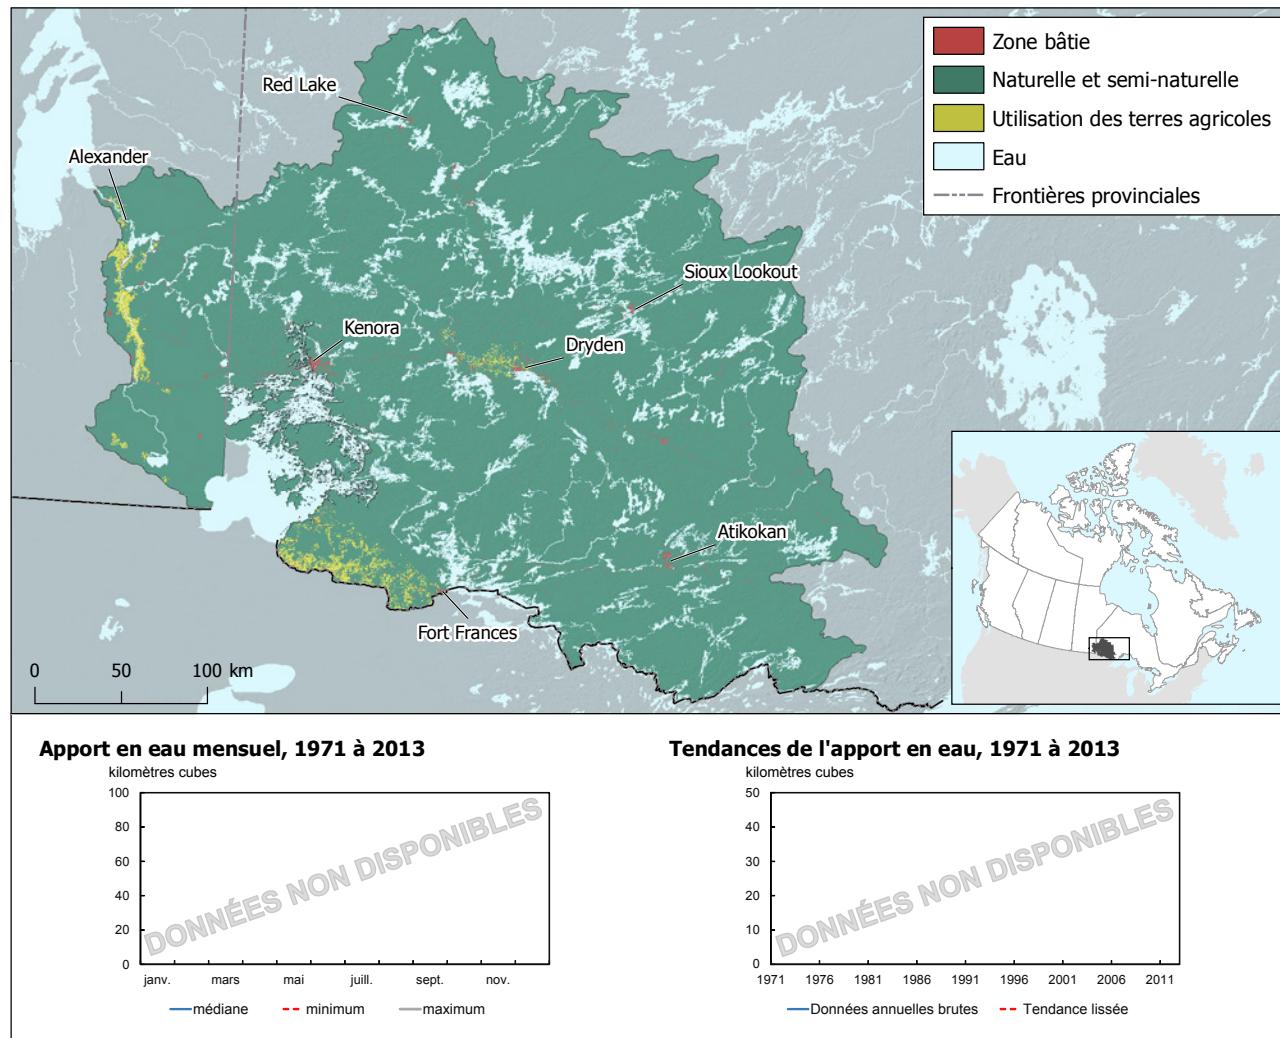 Zone bâtie
Naturelle et semi-naturelle
Utilisation des terres agricoles
Eau
Frontières provinciales
Red Lake
Alexander
Sioux Lookout
Kenora
Dryden
Atikokan
Fort Frances
0 50 100 km
Apport en eau mensuel, 1971 à 2013
kilomètres cubes
100
80
60
40
20
0
DONNÉES NON DISPONIBLES
janv. mars mai juill. sept. nov.
médiane minimum maximum
Tendances de l'apport en eau, 1971 à 2013
kilomètres cubes
50
40
30
20
10
0
DONNÉES NON DISPONIBLES
1971 1976 1981 1986 1991 1996 2001 2006 2011
Données annuelles brutes Tendance lissée